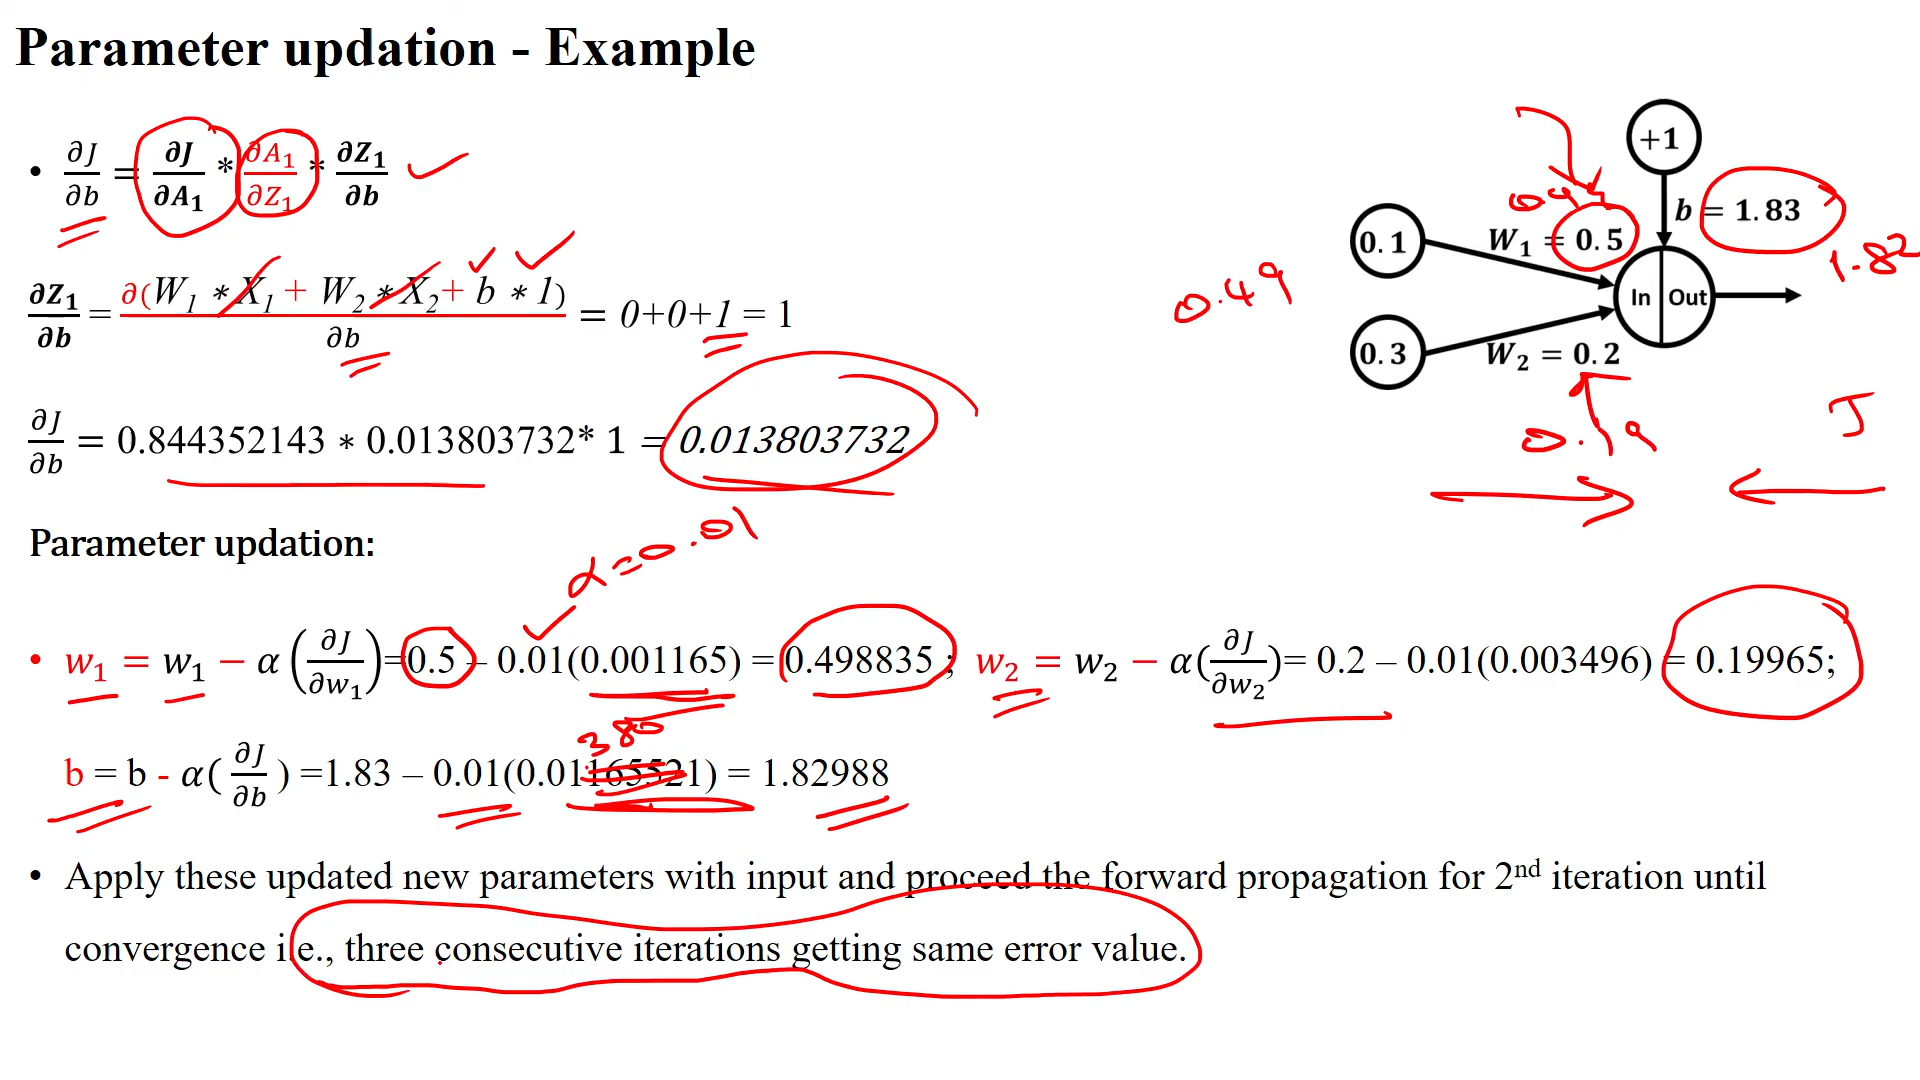 Parameter updation - Example
• ∂J/∂b = ∂J/∂A₁ * ∂A₁/∂Z₁ * ∂Z₁/∂b
+1
b = 1.83
1.82
0.1
W₁ = 0.5
0.49
In Out
0.3
W₂ = 0.2
0.19
J
∂Z₁/∂b = ∂(W₁ * X₁ + W₂ * X₂ + b * 1)/∂b = 0+0+1 = 1
∂J/∂b = 0.844352143 * 0.013803732* 1 = 0.013803732
Parameter updation:
α = 0.01
• w₁ = w₁ − α (∂J/∂w₁)=0.5 – 0.01(0.001165) = 0.498835 ; w₂ = w₂ − α(∂J/∂w₂)= 0.2 – 0.01(0.003496) = 0.19965;
380
b = b - α( ∂J/∂b ) =1.83 – 0.01(0.01165521) = 1.82988
• Apply these updated new parameters with input and proceed the forward propagation for 2nd iteration until
convergence i.e., three consecutive iterations getting same error value.